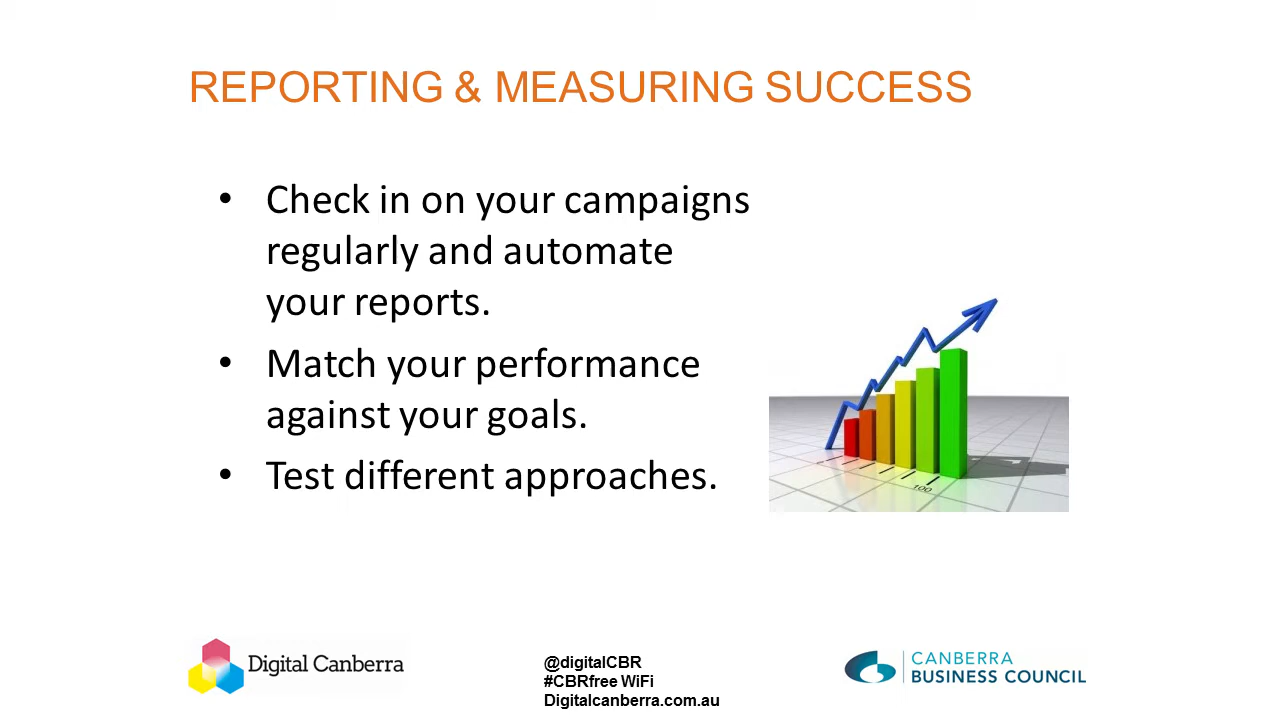 REPORTING & MEASURING SUCCESS
• Check in on your campaigns
regularly and automate
your reports.
• Match your performance
against your goals.
• Test different approaches.
100
Digital Canberra
@digitalCBR
#CBRfree WiFi
Digitalcanberra.com.au
CANBERRA
BUSINESS COUNCIL